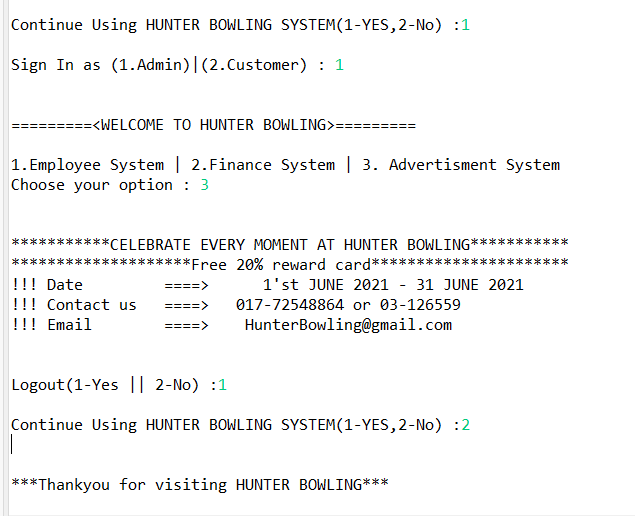 Continue Using HUNTER BOWLING SYSTEM(1-YES,2-No) :1
Sign In as (1.Admin)|(2.Customer) : 1
=========<WELCOME TO HUNTER BOWLING>=========
1.Employee System | 2.Finance System | 3. Advertisment System
Choose your option : 3
***********CELEBRATE EVERY MOMENT AT HUNTER BOWLING***********
********************Free 20% reward card**********************
!!! Date         ====>      1'st JUNE 2021 - 31 JUNE 2021
!!! Contact us   ====>   017-72548864 or 03-126559
!!! Email        ====>    HunterBowling@gmail.com
Logout(1-Yes || 2-No) :1
Continue Using HUNTER BOWLING SYSTEM(1-YES,2-No) :2
***Thankyou for visiting HUNTER BOWLING***